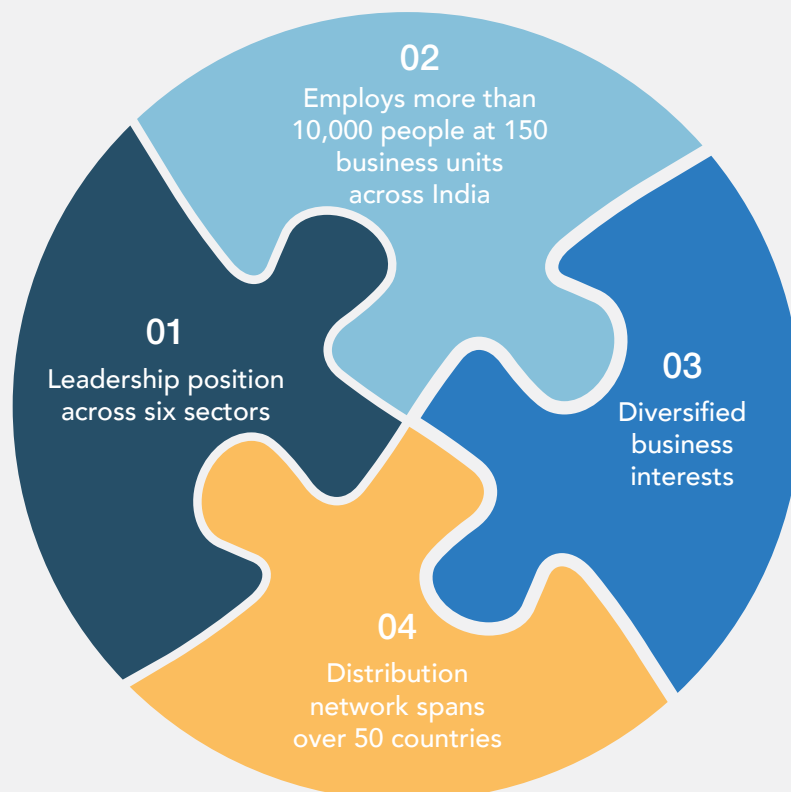 01
Leadership position
across six sectors
02
Employs more than
10,000 people at 150
business units
across India
03
Diversified
business
interests
04
Distribution
network spans
over 50 countries